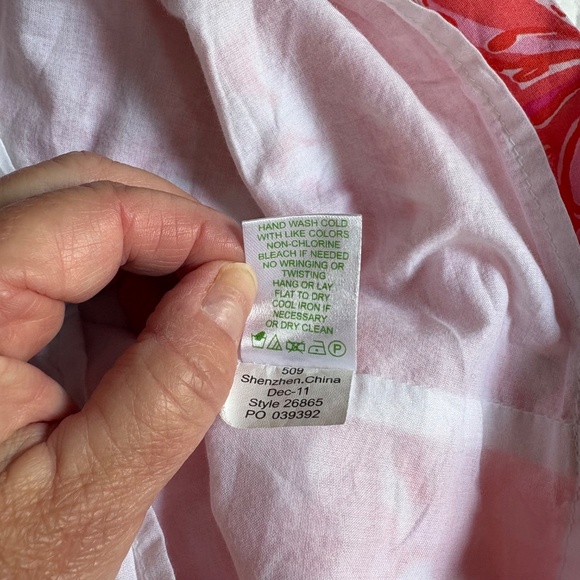 HAND WASH COLD
WITH LIKE COLORS
NON-CHLORINE
BLEACH IF NEEDED
NO WRINGING OR
TWISTING
HANG OR LAY
FLAT TO DRY
COOL IRON IF
NECESSARY
OR DRY CLEAN
P
509
Shenzhen.China
Dec-11
Style 26865
PO 039392